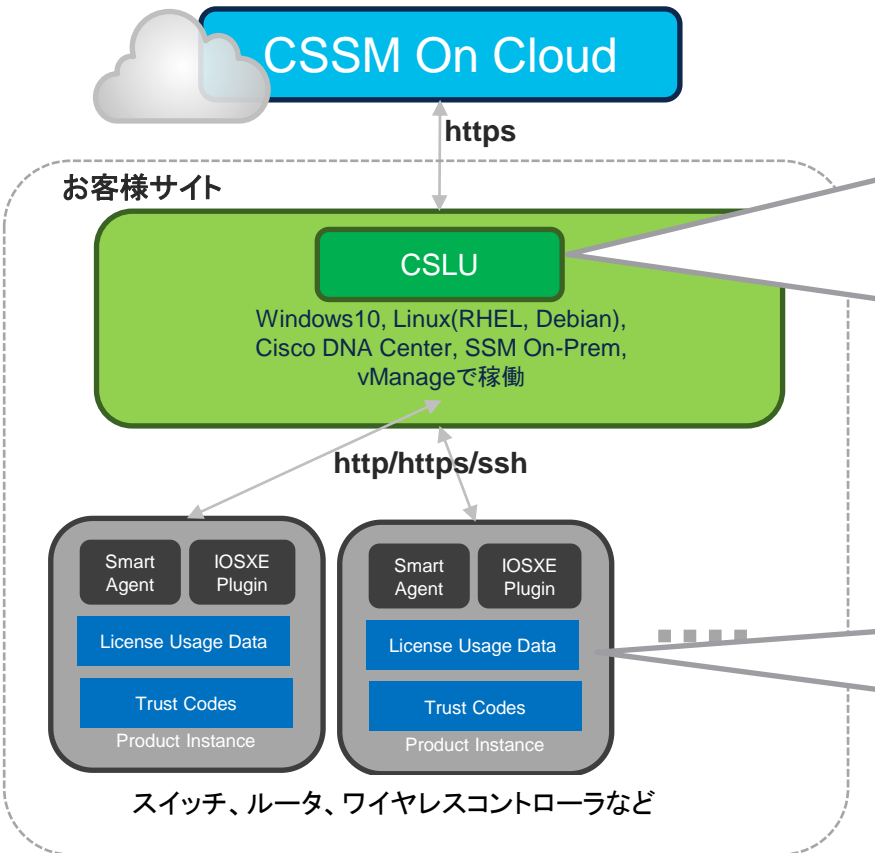 CSSM On Cloud
https
お客様サイト
CSLU
Windows10, Linux(RHEL, Debian),
Cisco DNA Center, SSM On-Prem,
vManageで稼働
http/https/ssh
Smart
Agent
IOSXE
Plugin
License Usage Data
Trust Codes
Product Instance
Smart
Agent
IOSXE
Plugin
License Usage Data
Trust Codes
Product Instance
スイッチ、ルータ、ワイヤレスコントローラなど